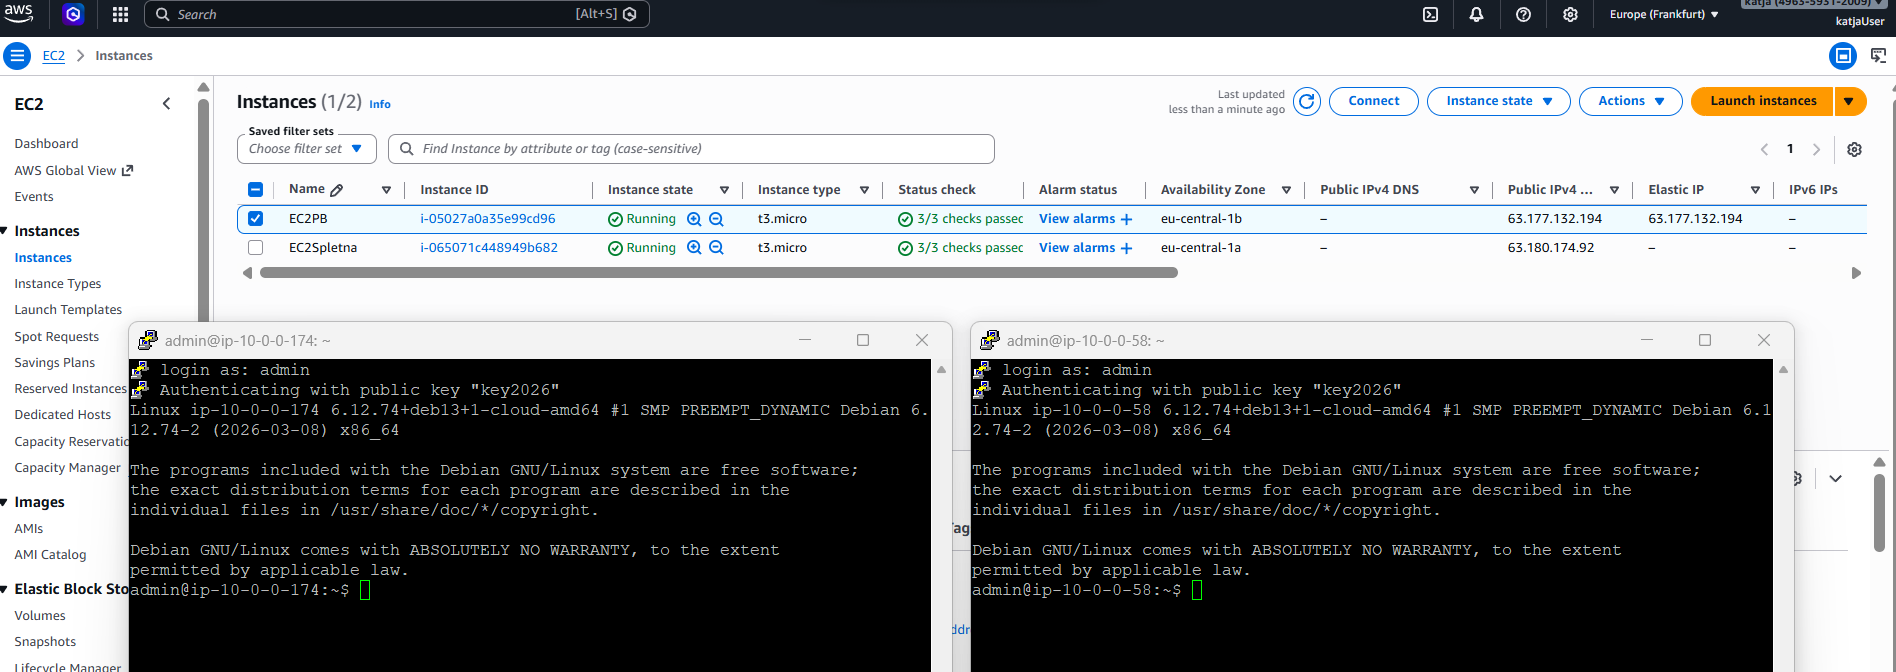 aws
Search
[Alt+S]
Europe (Frankfurt)
katja (4963-5931-2009)
katjaUser
EC2
Instances
EC2
Dashboard
AWS Global View
Events
Instances
Instances
Instance Types
Launch Templates
Spot Requests
Savings Plans
Reserved Instances
Dedicated Hosts
Capacity Reservatio
Capacity Manager
Images
AMIs
AMI Catalog
Elastic Block Sto
Volumes
Snapshots
Lifecycle Manager
Instances (1/2) Info
Last updated
less than a minute ago
Connect
Instance state
Actions
Launch instances
Saved filter sets
Choose filter set
Find Instance by attribute or tag (case-sensitive)
1
Name Instance ID Instance state Instance type Status check Alarm status Availability Zone Public IPv4 DNS Public IPv4 ... Elastic IP IPv6 IPs
EC2PB i-05027a0a35e99cd96 Running t3.micro 3/3 checks passec View alarms + eu-central-1b – 63.177.132.194 63.177.132.194 –
EC2Spletna i-065071c448949b682 Running t3.micro 3/3 checks passec View alarms + eu-central-1a – 63.180.174.92 – –
admin@ip-10-0-0-174: ~
login as: admin
Authenticating with public key "key2026"
Linux ip-10-0-0-174 6.12.74+deb13+1-cloud-amd64 #1 SMP PREEMPT_DYNAMIC Debian 6.
12.74-2 (2026-03-08) x86_64
The programs included with the Debian GNU/Linux system are free software;
the exact distribution terms for each program are described in the
individual files in /usr/share/doc/*/copyright.
Debian GNU/Linux comes with ABSOLUTELY NO WARRANTY, to the extent
permitted by applicable law.
admin@ip-10-0-0-174:~$
Tag
ddr
admin@ip-10-0-0-58: ~
login as: admin
Authenticating with public key "key2026"
Linux ip-10-0-0-58 6.12.74+deb13+1-cloud-amd64 #1 SMP PREEMPT_DYNAMIC Debian 6.1
2.74-2 (2026-03-08) x86_64
The programs included with the Debian GNU/Linux system are free software;
the exact distribution terms for each program are described in the
individual files in /usr/share/doc/*/copyright.
Debian GNU/Linux comes with ABSOLUTELY NO WARRANTY, to the extent
permitted by applicable law.
admin@ip-10-0-0-58:~$